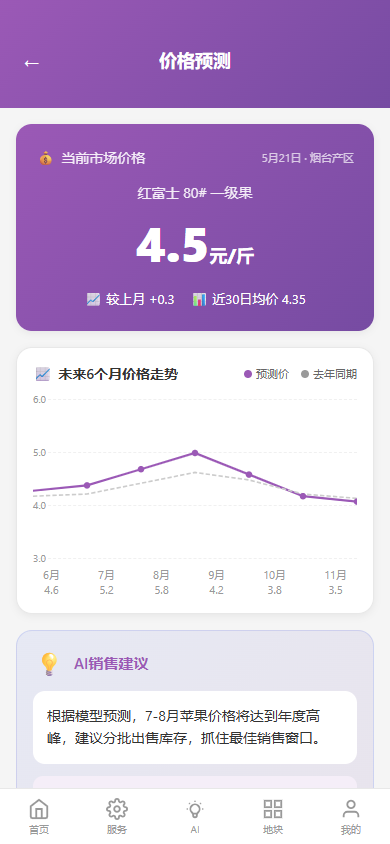 ←
价格预测
💰 当前市场价格
5月21日 · 烟台产区
红富士 80# 一级果
4.5元/斤
📈 较上月 +0.3 📊 近30日均价 4.35
📈 未来6个月价格走势
预测价 去年同期
6.0
5.0
4.0
3.0
6月 7月 8月 9月 10月 11月
4.6 5.2 5.8 4.2 3.8 3.5
💡 AI销售建议
根据模型预测，7-8月苹果价格将达到年度高
峰，建议分批出售库存，抓住最佳销售窗口。
首页 服务 AI 地块 我的